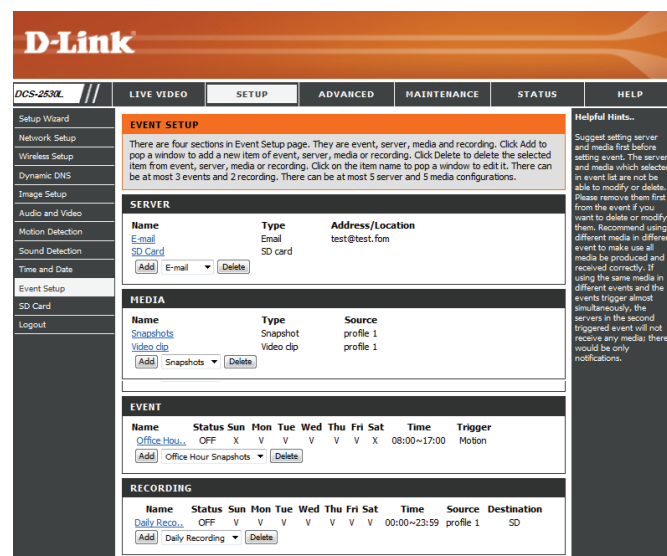 D-Link
DCS-2530L
LIVE VIDEO SETUP ADVANCED MAINTENANCE STATUS HELP
Setup Wizard
Network Setup
Wireless Setup
Dynamic DNS
Image Setup
Audio and Video
Motion Detection
Sound Detection
Time and Date
Event Setup
SD Card
Logout
EVENT SETUP
There are four sections in Event Setup page. They are event, server, media and recording. Click Add to
pop a window to add a new item of event, server, media or recording. Click Delete to delete the selected
item from event, server, media or recording. Click on the item name to pop a window to edit it. There can
be at most 3 events and 2 recording. There can be at most 5 server and 5 media configurations.
SERVER
Name Type Address/Location
E-mail Email test@test.fom
SD Card SD card
Add E-mail Delete
MEDIA
Name Type Source
Snapshots Snapshot profile 1
Video clip Video clip profile 1
Add Snapshots Delete
EVENT
Name Status Sun Mon Tue Wed Thu Fri Sat Time Trigger
Office Hou.. OFF X V V V V V X 08:00~17:00 Motion
Add Office Hour Snapshots Delete
RECORDING
Name Status Sun Mon Tue Wed Thu Fri Sat Time Source Destination
Daily Reco.. OFF V V V V V V V 00:00~23:59 profile 1 SD
Add Daily Recording Delete
Helpful Hints..
Suggest setting server
and media first before
setting event. The server
and media which selected
in event list are not be
able to modify or delete.
Please remove them first
from the event if you
want to delete or modify
them. Recommend using
different media in differe
event to make use all
media be produced and
received correctly. If
using the same media in
different events and the
events trigger almost
simultaneously, the
servers in the second
triggered event will not
receive any media; there
would be only
notifications.